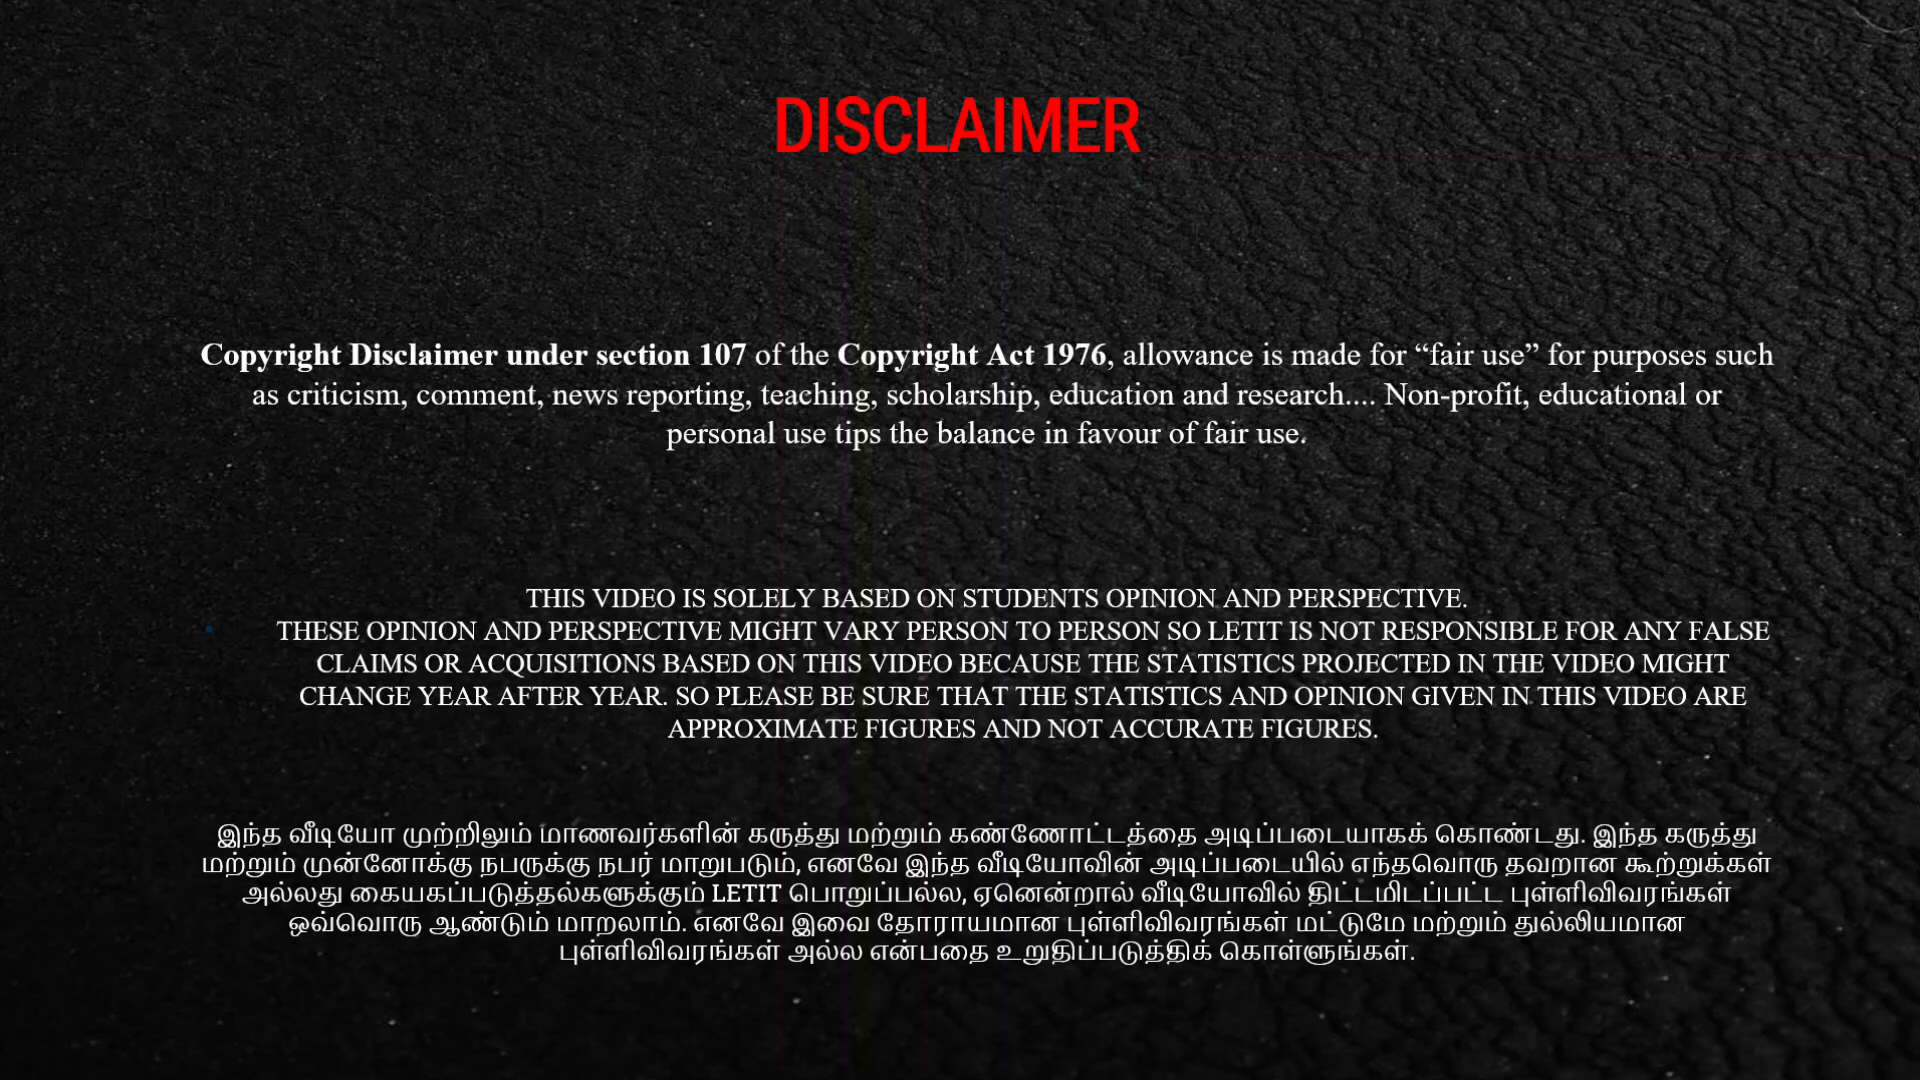 DISCLAIMER
Copyright Disclaimer under section 107 of the Copyright Act 1976, allowance is made for “fair use” for purposes such
as criticism, comment, news reporting, teaching, scholarship, education and research.... Non-profit, educational or
personal use tips the balance in favour of fair use.
THIS VIDEO IS SOLELY BASED ON STUDENTS OPINION AND PERSPECTIVE.
THESE OPINION AND PERSPECTIVE MIGHT VARY PERSON TO PERSON SO LETIT IS NOT RESPONSIBLE FOR ANY FALSE
CLAIMS OR ACQUISITIONS BASED ON THIS VIDEO BECAUSE THE STATISTICS PROJECTED IN THE VIDEO MIGHT
CHANGE YEAR AFTER YEAR. SO PLEASE BE SURE THAT THE STATISTICS AND OPINION GIVEN IN THIS VIDEO ARE
APPROXIMATE FIGURES AND NOT ACCURATE FIGURES.
இந்த வீடியோ முற்றிலும் மாணவர்களின் கருத்து மற்றும் கண்ணோட்டத்தை அடிப்படையாகக் கொண்டது. இந்த கருத்து
மற்றும் முன்னோக்கு நபருக்கு நபர் மாறுபடும், எனவே இந்த வீடியோவின் அடிப்படையில் எந்தவொரு தவறான கூற்றுக்கள்
அல்லது கையகப்படுத்தல்களுக்கும் LETIT பொறுப்பல்ல, ஏனென்றால் வீடியோவில் திட்டமிடப்பட்ட புள்ளிவிவரங்கள்
ஒவ்வொரு ஆண்டும் மாறலாம். எனவே இவை தோராயமான புள்ளிவிவரங்கள் மட்டுமே மற்றும் துல்லியமான
புள்ளிவிவரங்கள் அல்ல என்பதை உறுதிப்படுத்திக் கொள்ளுங்கள்.